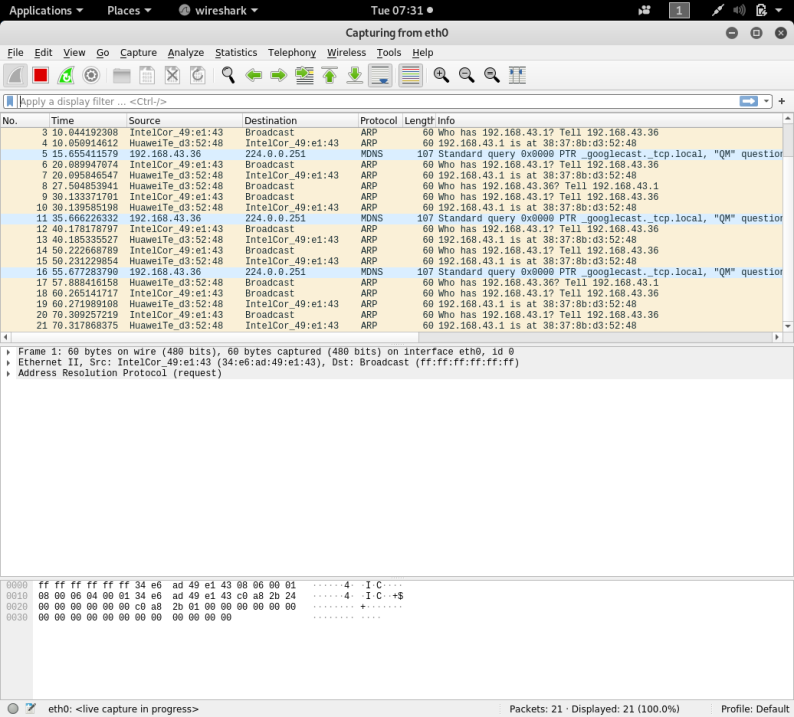 Applications Places wireshark Tue 07:31 1
Capturing from eth0
File Edit View Go Capture Analyze Statistics Telephony Wireless Tools Help
Apply a display filter ... <Ctrl-/> +
No. Time Source Destination Protocol Length Info
3 10.044192308 IntelCor_49:e1:43 Broadcast ARP 60 Who has 192.168.43.1? Tell 192.168.43.36
4 10.050914612 HuaweiTe_d3:52:48 IntelCor_49:e1:43 ARP 60 192.168.43.1 is at 38:37:8b:d3:52:48
5 15.655411579 192.168.43.36 224.0.0.251 MDNS 107 Standard query 0x0000 PTR _googlecast._tcp.local, "QM" question
6 20.089947074 IntelCor_49:e1:43 Broadcast ARP 60 Who has 192.168.43.1? Tell 192.168.43.36
7 20.095846547 HuaweiTe_d3:52:48 IntelCor_49:e1:43 ARP 60 192.168.43.1 is at 38:37:8b:d3:52:48
8 27.504853941 HuaweiTe_d3:52:48 Broadcast ARP 60 Who has 192.168.43.36? Tell 192.168.43.1
9 30.133371701 IntelCor_49:e1:43 Broadcast ARP 60 Who has 192.168.43.1? Tell 192.168.43.36
10 30.139585198 HuaweiTe_d3:52:48 IntelCor_49:e1:43 ARP 60 192.168.43.1 is at 38:37:8b:d3:52:48
11 35.666226332 192.168.43.36 224.0.0.251 MDNS 107 Standard query 0x0000 PTR _googlecast._tcp.local, "QM" question
12 40.178178797 IntelCor_49:e1:43 Broadcast ARP 60 Who has 192.168.43.1? Tell 192.168.43.36
13 40.185335527 HuaweiTe_d3:52:48 IntelCor_49:e1:43 ARP 60 192.168.43.1 is at 38:37:8b:d3:52:48
14 50.222668789 IntelCor_49:e1:43 Broadcast ARP 60 Who has 192.168.43.1? Tell 192.168.43.36
15 50.231229854 HuaweiTe_d3:52:48 IntelCor_49:e1:43 ARP 60 192.168.43.1 is at 38:37:8b:d3:52:48
16 55.677283790 192.168.43.36 224.0.0.251 MDNS 107 Standard query 0x0000 PTR _googlecast._tcp.local, "QM" question
17 57.888416158 HuaweiTe_d3:52:48 Broadcast ARP 60 Who has 192.168.43.36? Tell 192.168.43.1
18 60.265141717 IntelCor_49:e1:43 Broadcast ARP 60 Who has 192.168.43.1? Tell 192.168.43.36
19 60.271989108 HuaweiTe_d3:52:48 IntelCor_49:e1:43 ARP 60 192.168.43.1 is at 38:37:8b:d3:52:48
20 70.309257219 IntelCor_49:e1:43 Broadcast ARP 60 Who has 192.168.43.1? Tell 192.168.43.36
21 70.317868375 HuaweiTe_d3:52:48 IntelCor_49:e1:43 ARP 60 192.168.43.1 is at 38:37:8b:d3:52:48
Frame 1: 60 bytes on wire (480 bits), 60 bytes captured (480 bits) on interface eth0, id 0
Ethernet II, Src: IntelCor_49:e1:43 (34:e6:ad:49:e1:43), Dst: Broadcast (ff:ff:ff:ff:ff:ff)
Address Resolution Protocol (request)
0000 ff ff ff ff ff ff 34 e6 ad 49 e1 43 08 06 00 01 ······4· ·I·C····
0010 08 00 06 04 00 01 34 e6 ad 49 e1 43 c0 a8 2b 24 ······4· ·I·C··+$
0020 00 00 00 00 00 00 c0 a8 2b 01 00 00 00 00 00 00 ········ +·······
0030 00 00 00 00 00 00 00 00 00 00 00 00 ········ ····
eth0: <live capture in progress> Packets: 21 · Displayed: 21 (100.0%) Profile: Default